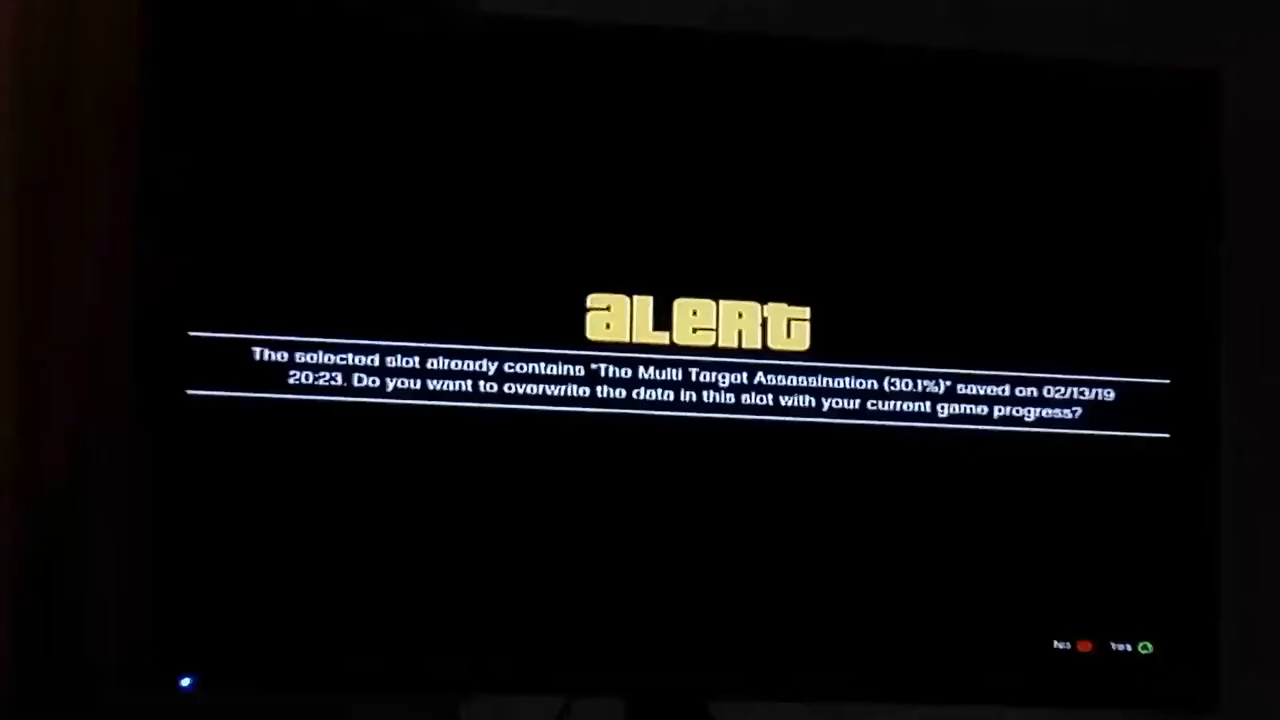 aLeRt
The selected slot already contains "The Multi Target Assassination (30.1%)" saved on 02/13/19
20:23. Do you want to overwrite the data in this slot with your current game progress?
No Yes A